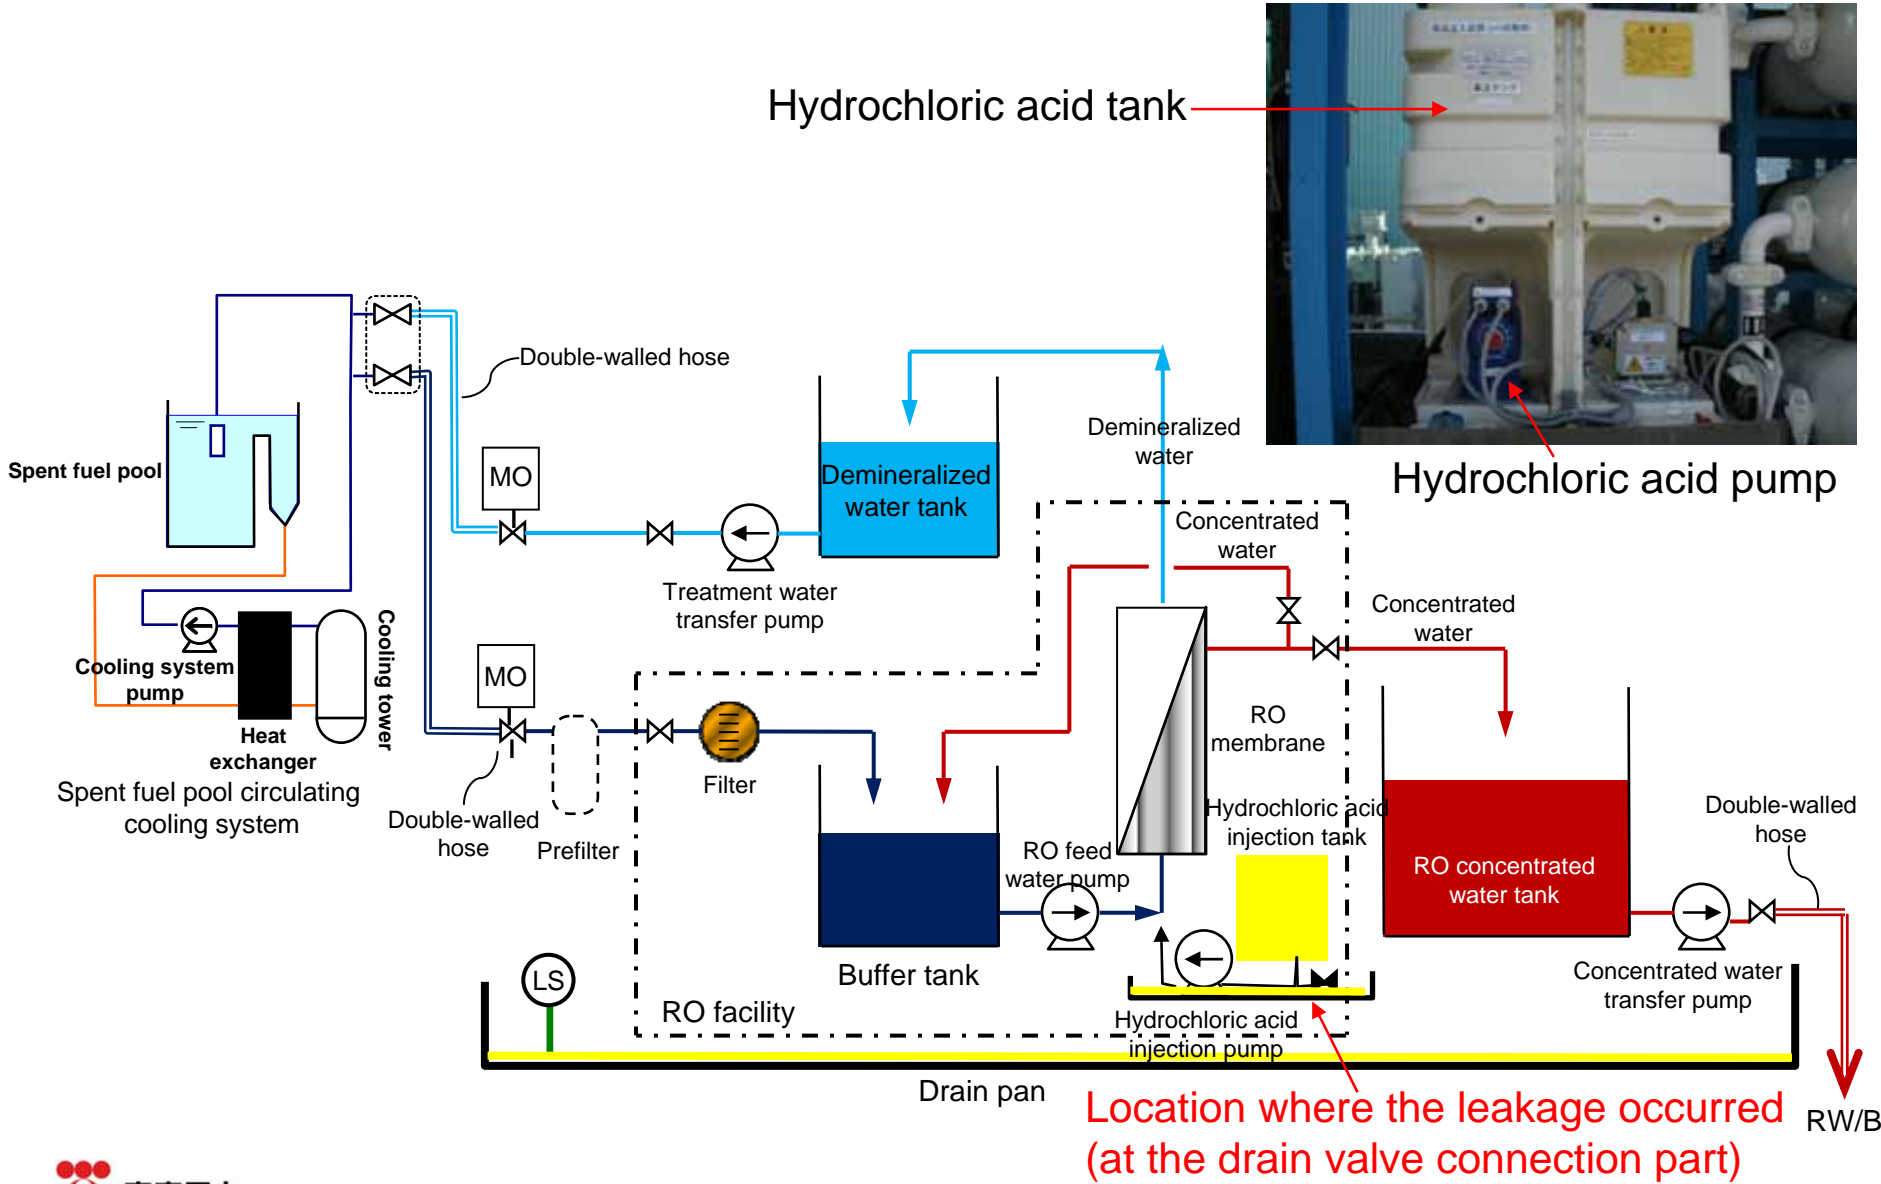 Hydrochloric acid tank
Hydrochloric acid pump
Double-walled hose
Spent fuel pool
MO
Demineralized
water tank
Demineralized
water
Treatment water
transfer pump
Concentrated
water
Concentrated
water
Cooling system
pump
Cooling tower
Heat
exchanger
Spent fuel pool circulating
cooling system
MO
Double-walled
hose
Prefilter
Filter
RO
membrane
Hydrochloric acid
injection tank
RO feed
water pump
RO concentrated
water tank
Double-walled
hose
Buffer tank
LS
RO facility
Hydrochloric acid
injection pump
Concentrated water
transfer pump
Drain pan
Location where the leakage occurred
(at the drain valve connection part)
RW/B